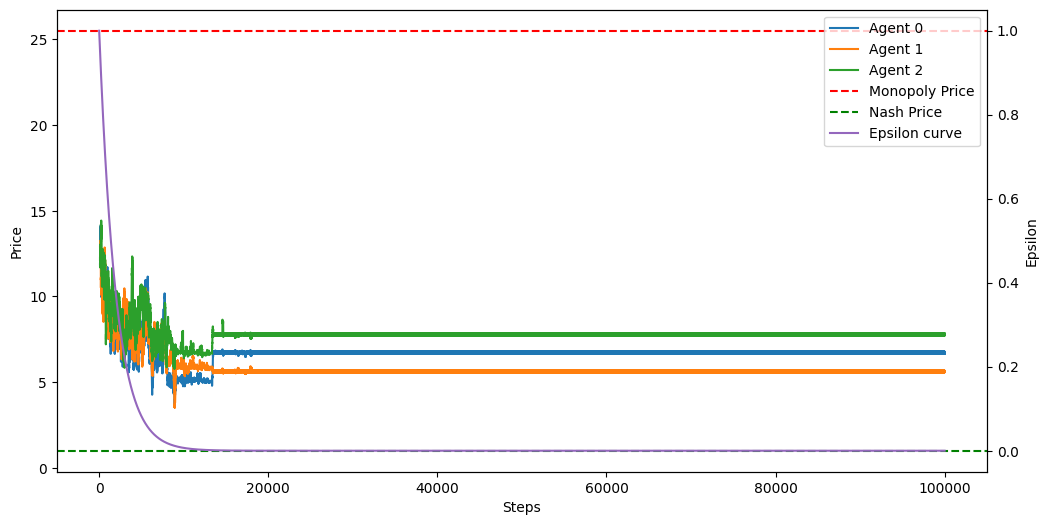 25
20
15
10
5
0
Price
0
20000
40000
60000
80000
100000
Steps
1.0
0.8
0.6
0.4
0.2
0.0
Epsilon
Agent 0
Agent 1
Agent 2
Monopoly Price
Nash Price
Epsilon curve